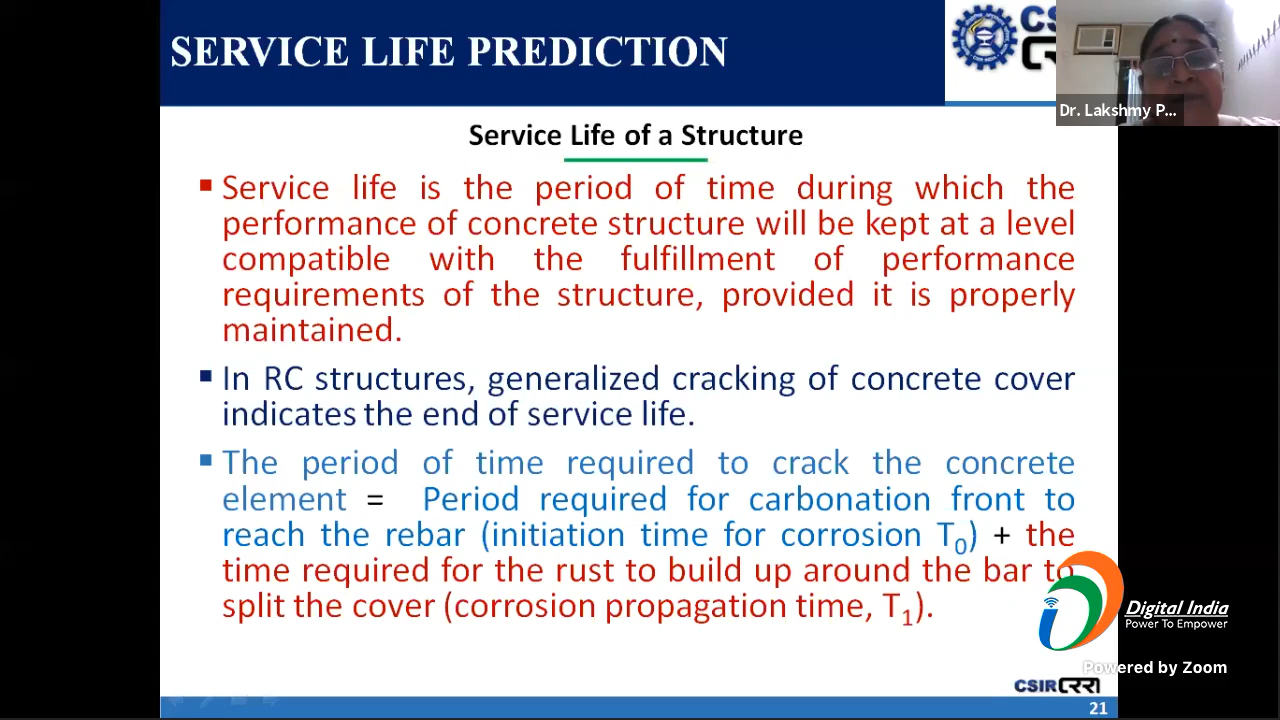 SERVICE LIFE PREDICTION
CS
Dr. Lakshmy P...
Service Life of a Structure
▪ Service life is the period of time during which the
performance of concrete structure will be kept at a level
compatible with the fulfillment of performance
requirements of the structure, provided it is properly
maintained.
▪ In RC structures, generalized cracking of concrete cover
indicates the end of service life.
▪ The period of time required to crack the concrete
element = Period required for carbonation front to
reach the rebar (initiation time for corrosion T0) + the
time required for the rust to build up around the bar to
split the cover (corrosion propagation time, T1).
Digital India
Power To Empower
Powered by Zoom
CSIR CRRI
21